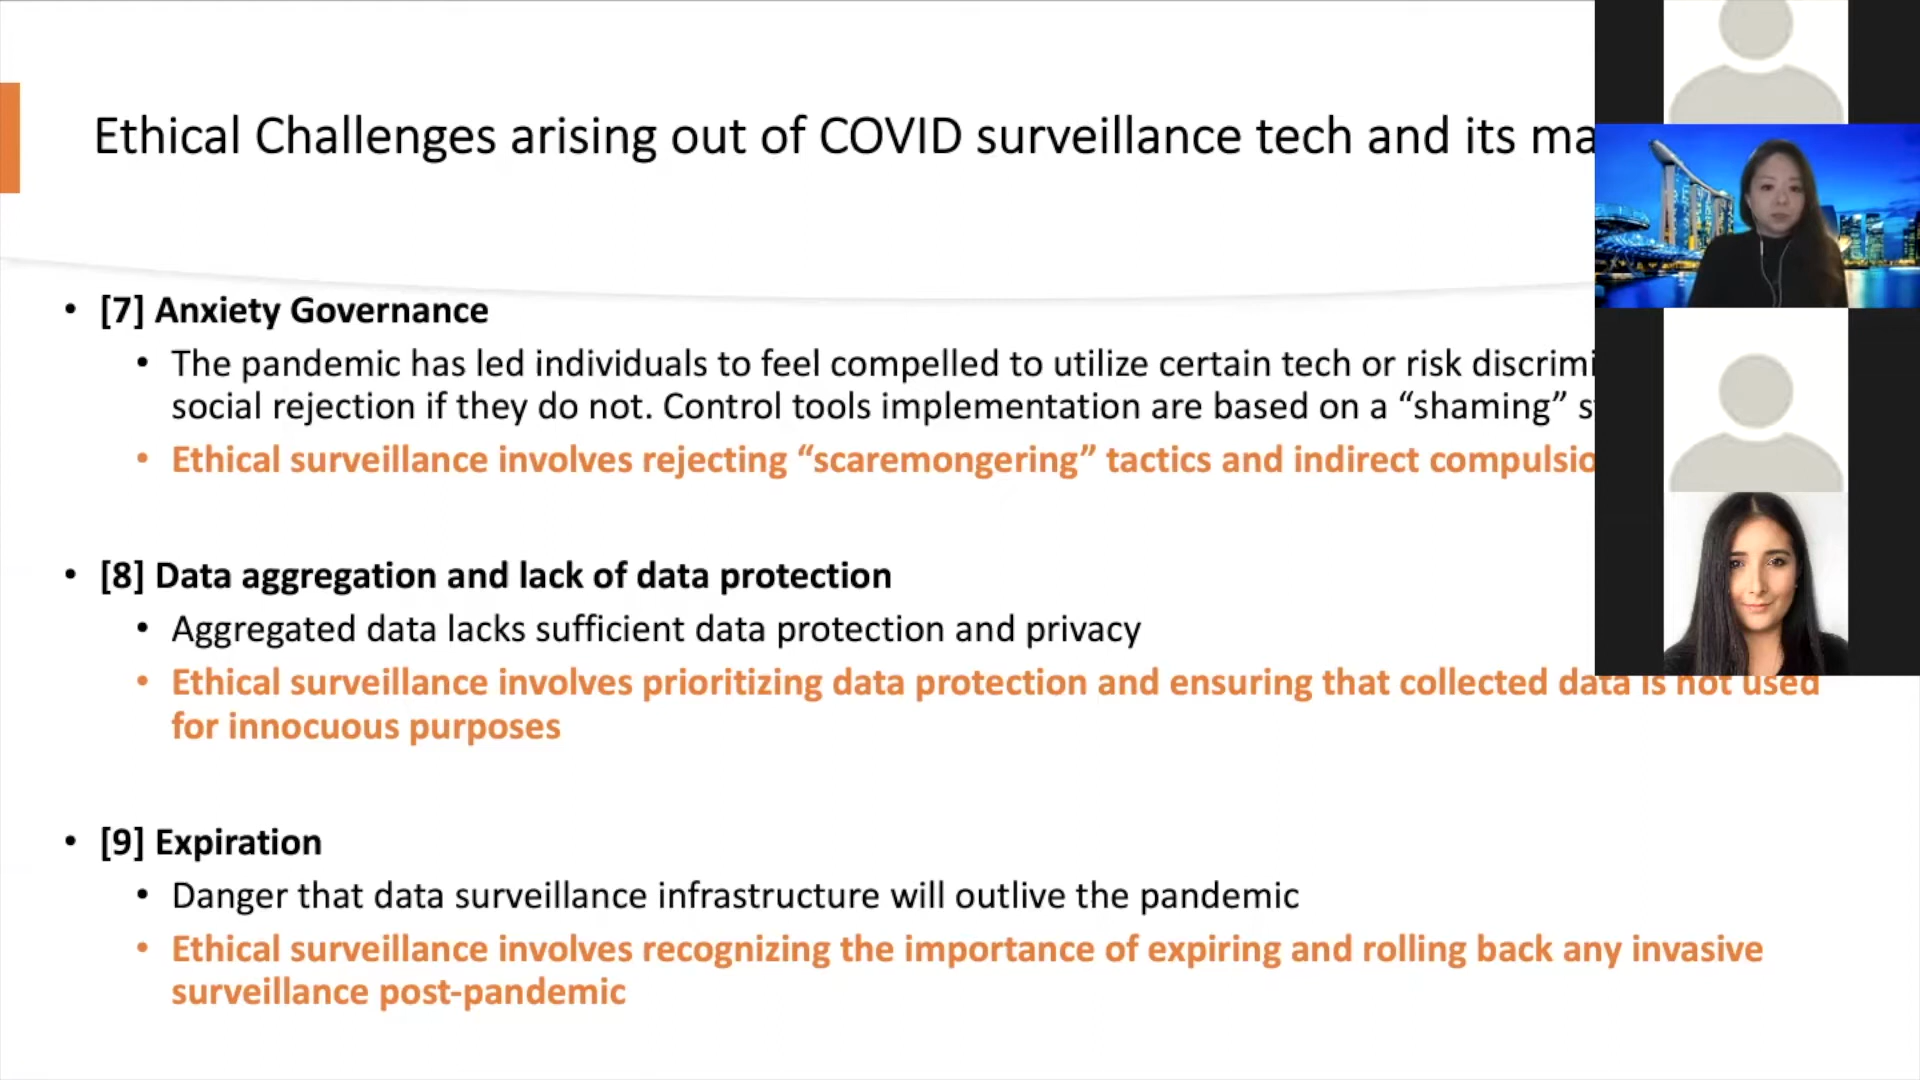 Ethical Challenges arising out of COVID surveillance tech and its
• [7] Anxiety Governance
• The pandemic has led individuals to feel compelled to utilize certain tech or risk
social rejection if they do not. Control tools implementation are based on a “shaming”
• Ethical surveillance involves rejecting “scaremongering” tactics and indirect
• [8] Data aggregation and lack of data protection
• Aggregated data lacks sufficient data protection and privacy
• Ethical surveillance involves prioritizing data protection and ensuring that collected data is not used
for innocuous purposes
• [9] Expiration
• Danger that data surveillance infrastructure will outlive the pandemic
• Ethical surveillance involves recognizing the importance of expiring and rolling back any invasive
surveillance post-pandemic